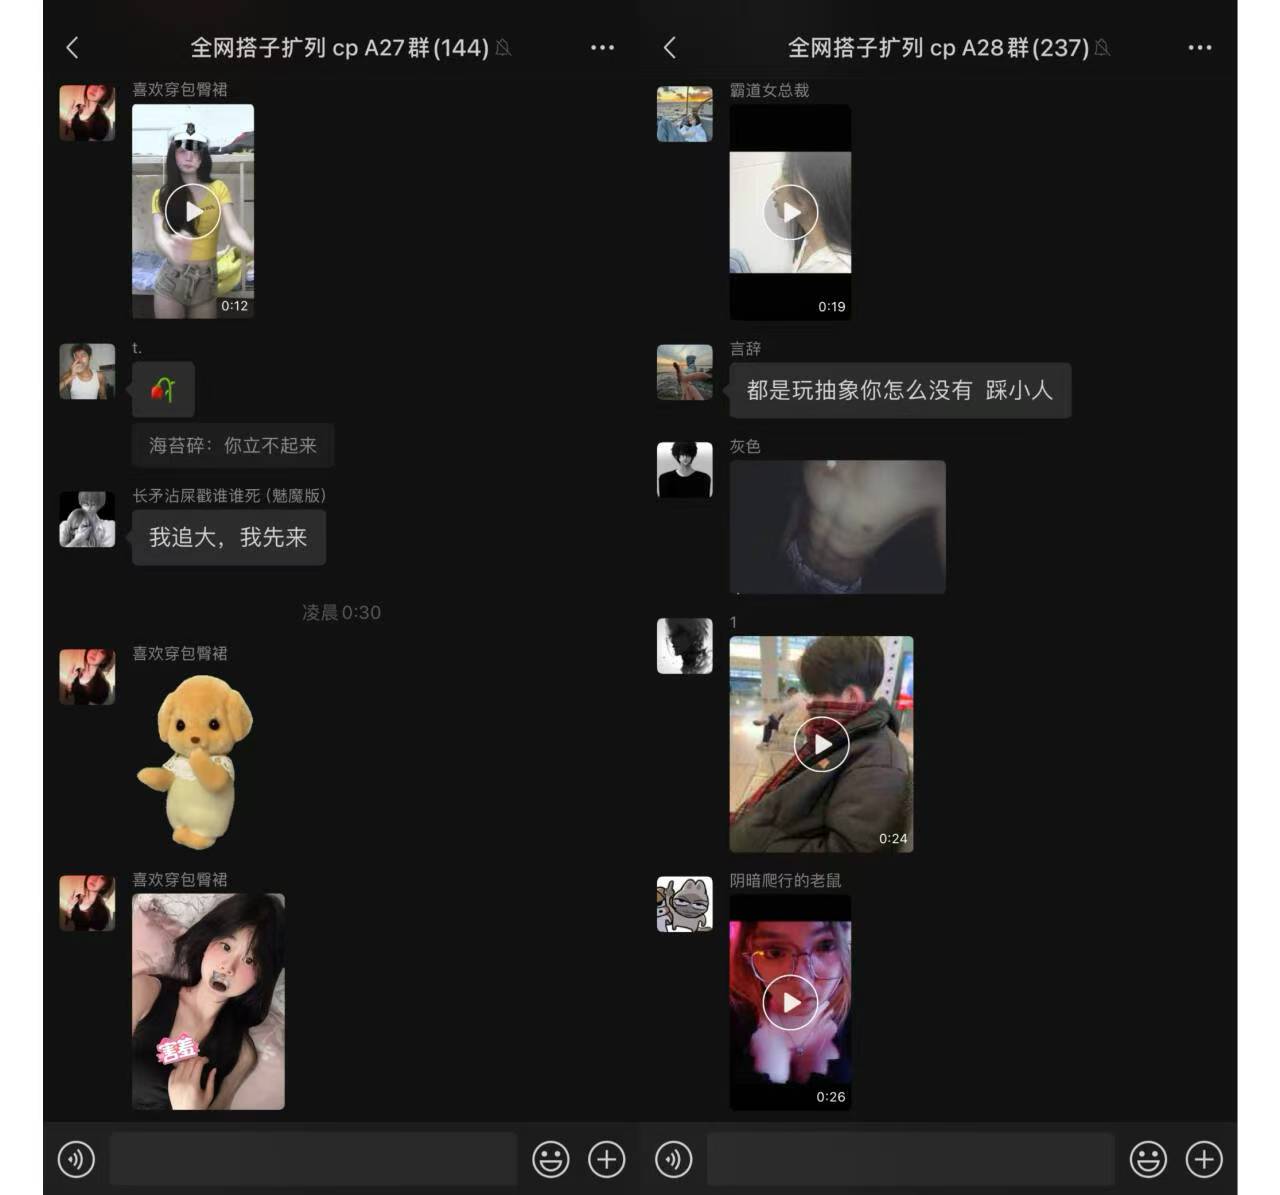 全网搭子扩列 cp A27群(144)
喜欢穿包臀裙
0:12
t.
海苔碎：你立不起来
长矛沾屎戳谁谁死 (魅魔版)
我追大，我先来
凌晨0:30
喜欢穿包臀裙
喜欢穿包臀裙
害羞
全网搭子扩列 cp A28群(237)
霸道女总裁
0:19
言辞
都是玩抽象你怎么没有 踩小人
灰色
1
0:24
阴暗爬行的老鼠
0:26